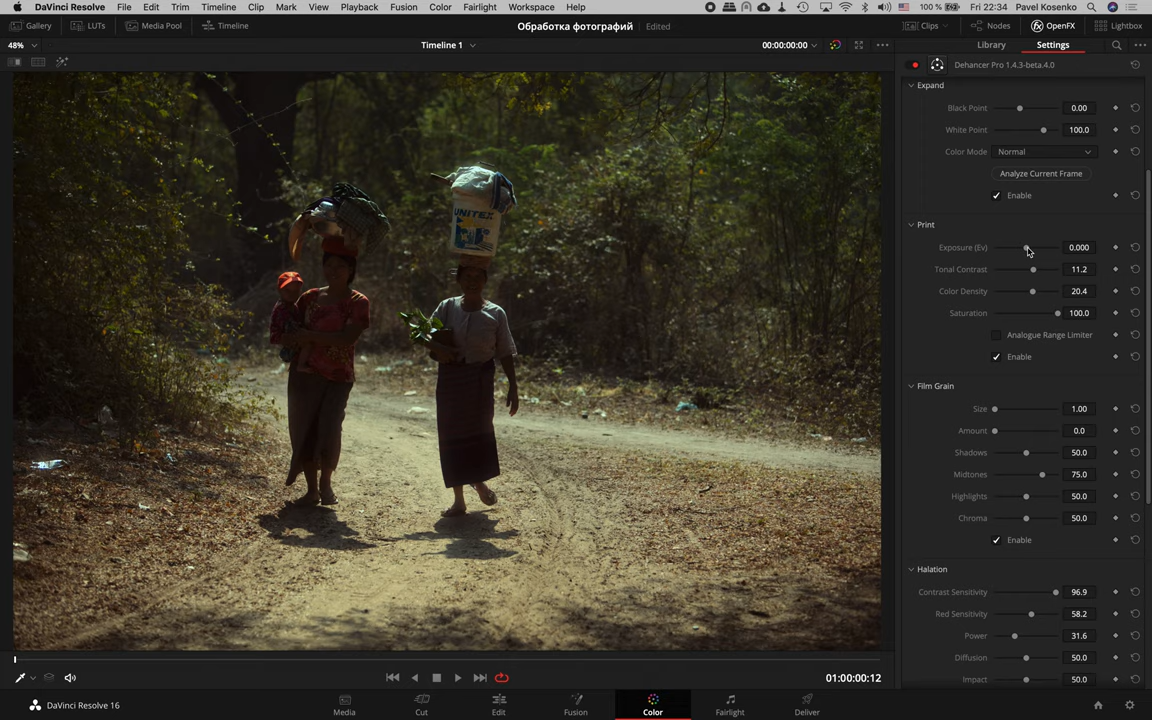 DaVinci Resolve File Edit Trim Timeline Clip Mark View Playback Fusion Color Fairlight Workspace Help 100 % Fri 22:34 Pavel Kosenko
Gallery LUTs Media Pool Timeline Обработка фотографий Edited Clips Nodes OpenFX Lightbox
48% Timeline 1 00:00:00:00 Library Settings
Dehancer Pro 1.4.3-beta.4.0
Expand
Black Point 0.00
White Point 100.0
Color Mode Normal
Analyze Current Frame
Enable
Print
Exposure (Ev) 0.000
Tonal Contrast 11.2
Color Density 20.4
Saturation 100.0
Analogue Range Limiter
Enable
Film Grain
Size 1.00
Amount 0.0
Shadows 50.0
Midtones 75.0
Highlights 50.0
Chroma 50.0
Enable
Halation
Contrast Sensitivity 96.9
Red Sensitivity 58.2
Power 31.6
Diffusion 50.0
Impact 50.0
UNITEX
01:00:00:12
DaVinci Resolve 16 Media Cut Edit Fusion Color Fairlight Deliver